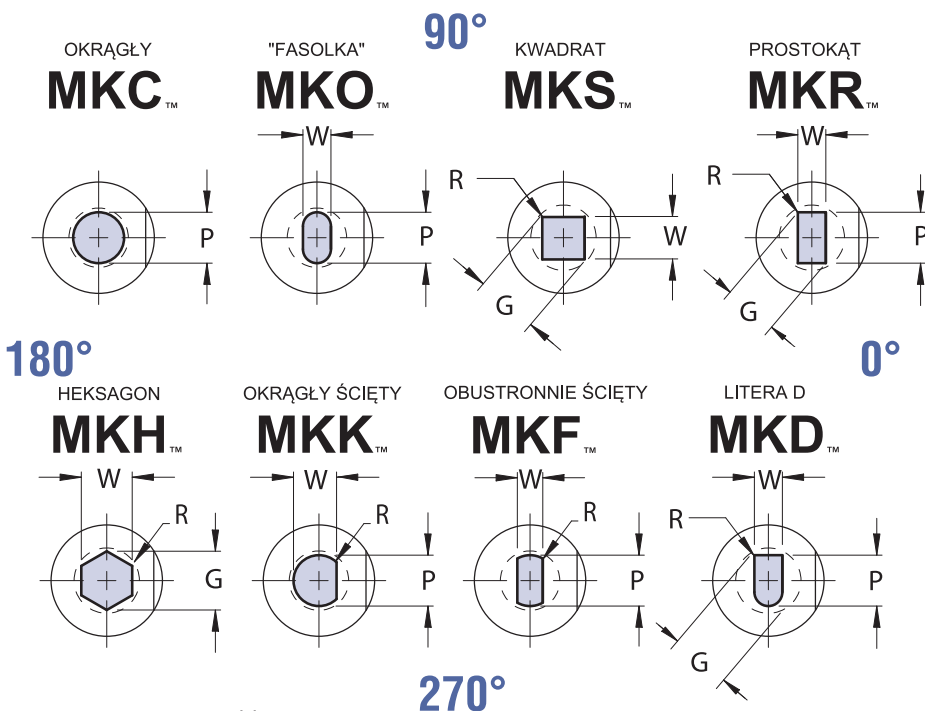 90°
OKRĄGŁY "FASOLKA" KWADRAT PROSTOKĄT
MKC™ MKO™ MKS™ MKR™
W W
R R
P P W P
G G
180° 0°
HEKSAGON OKRĄGŁY ŚCIĘTY OBUSTRONNIE ŚCIĘTY LITERA D
MKH™ MKK™ MKF™ MKD™
W W W W
R R R R
G P P P
G
270°